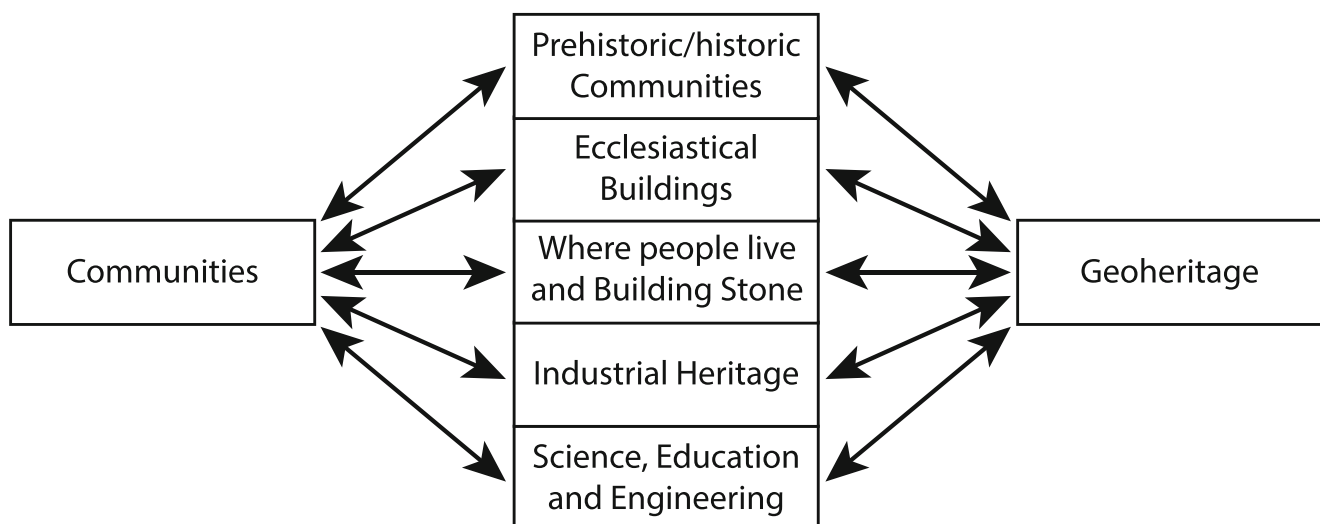 Communities
Prehistoric/historic
Communities
Ecclesiastical
Buildings
Where people live
and Building Stone
Industrial Heritage
Science, Education
and Engineering
Geoheritage